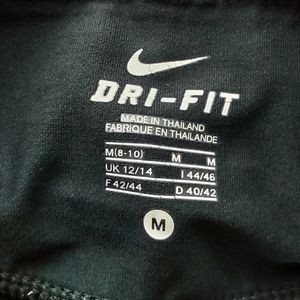 DRI-FIT
MADE IN THAILAND
FABRIQUE EN THAILANDE
M(8-10) M M
UK 12/14 I 44/46
F 42/44 D 40/42
M